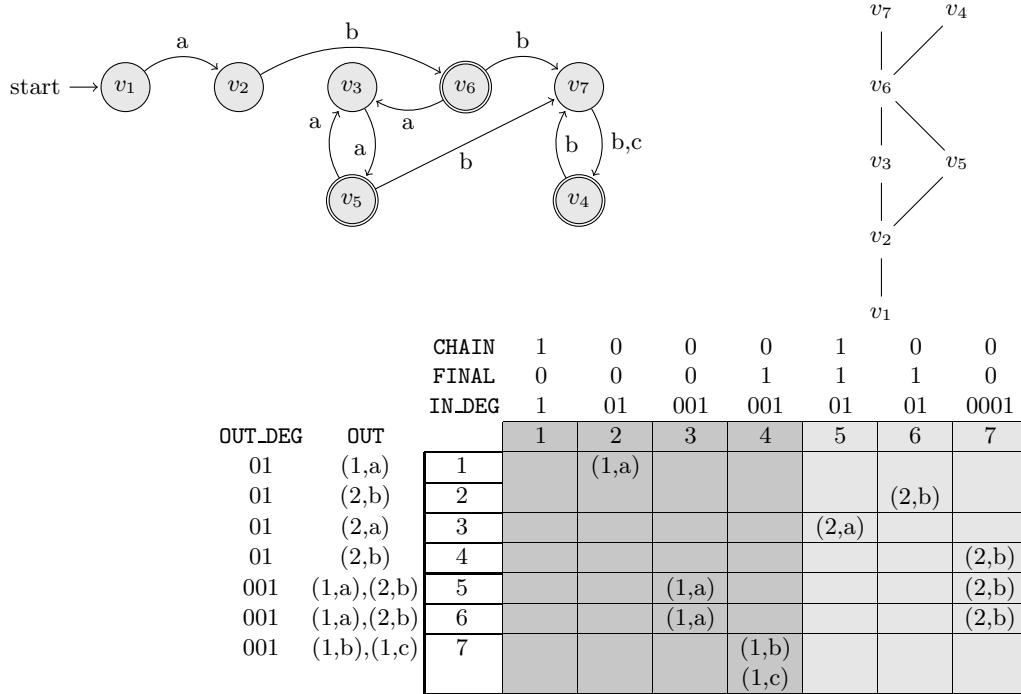 a b b
start v1 v2 v3 v6 v7
a
a a b b b,c
v5 v4
v7 v4
v6
v3 v5
v2
v1
CHAIN 1 0 0 0 1 0 0
FINAL 0 0 0 1 1 1 0
IN_DEG 1 01 001 001 01 01 0001
OUT_DEG OUT 1 2 3 4 5 6 7
01 (1,a) 1 (1,a)
01 (2,b) 2 (2,b)
01 (2,a) 3 (2,a)
01 (2,b) 4 (2,b)
001 (1,a),(2,b) 5 (1,a) (2,b)
001 (1,a),(2,b) 6 (1,a) (2,b)
001 (1,b),(1,c) 7 (1,b)
(1,c)